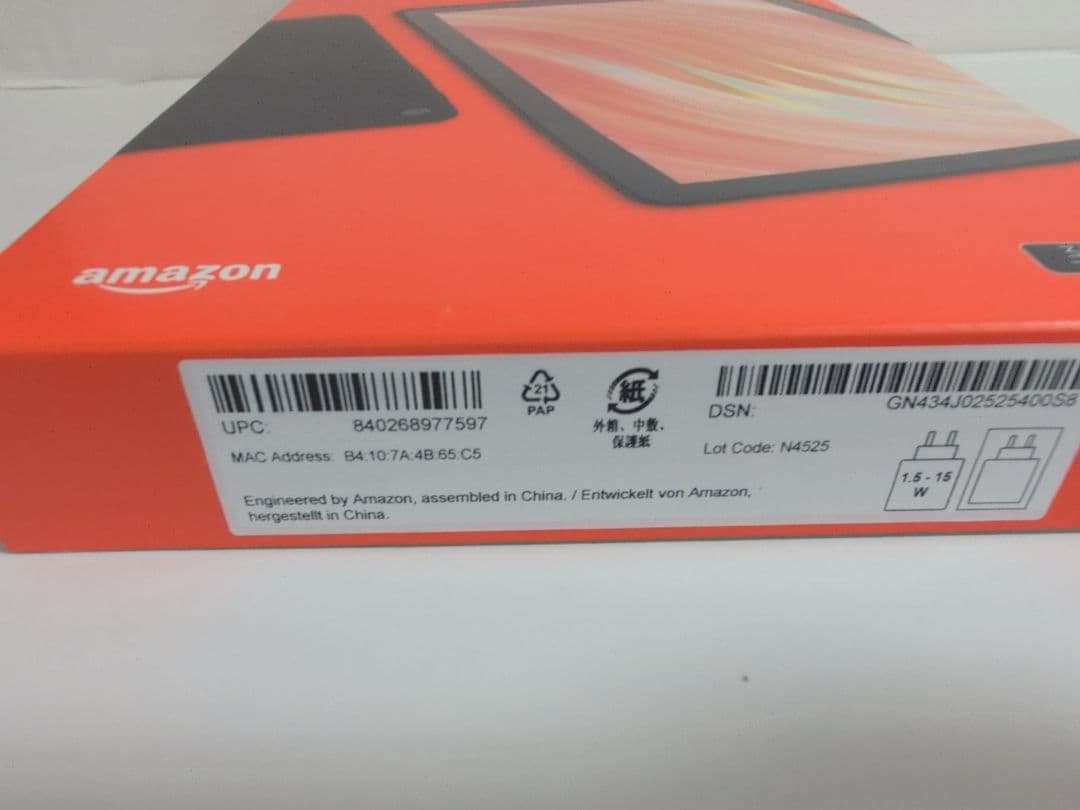 amazon
UPC: 840268977597
MAC Address: B4:10:7A:4B:65:C5
21
PAP
紙
外箱、中敷、
保護紙
DSN: GN434J02525400S8
Lot Code: N4525
1.5 - 15
W
Engineered by Amazon, assembled in China. / Entwickelt von Amazon,
hergestellt in China.